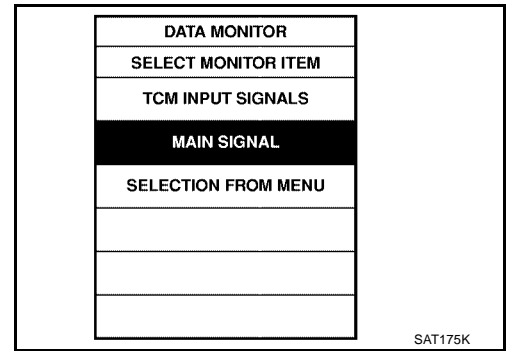 DATA MONITOR
SELECT MONITOR ITEM
TCM INPUT SIGNALS
MAIN SIGNAL
SELECTION FROM MENU
SAT175K